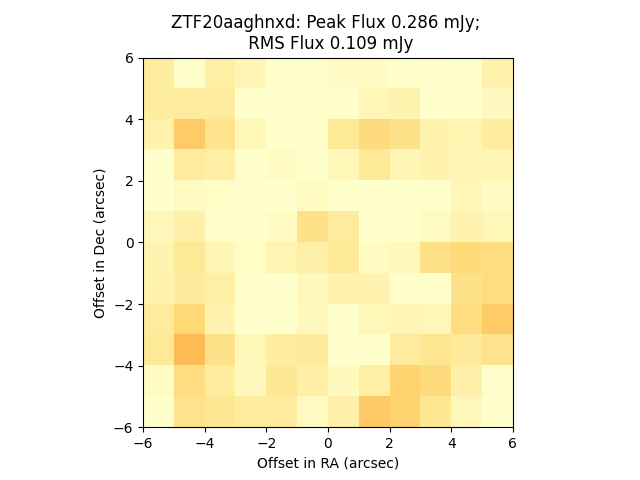 ZTF20aaghnxd: Peak Flux 0.286 mJy;
RMS Flux 0.109 mJy
6
4
2
0
−2
−4
−6
Offset in Dec (arcsec)
−6 −4 −2 0 2 4 6
Offset in RA (arcsec)